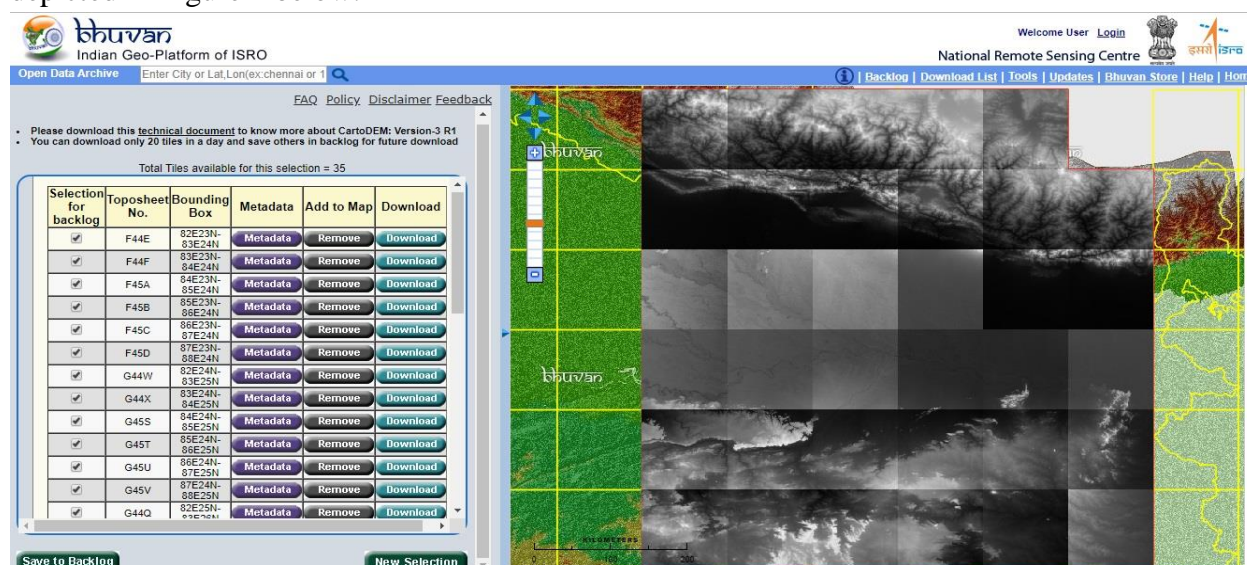 bhuvan
Indian Geo-Platform of ISRO
Welcome User Login
National Remote Sensing Centre
इसरो isro
Open Data Archive Enter City or Lat,Lon(ex:chennai or 1
| Backlog | Download List | Tools | Updates | Bhuvan Store | Help | Hom
FAQ Policy Disclaimer Feedback
• Please download this technical document to know more about CartoDEM: Version-3 R1
• You can download only 20 tiles in a day and save others in backlog for future download
Total Tiles available for this selection = 35
Selection for backlog Toposheet No. Bounding Box Metadata Add to Map Download
F44E 82E23N-83E24N Metadata Remove Download
F44F 83E23N-84E24N Metadata Remove Download
F45A 84E23N-85E24N Metadata Remove Download
F45B 85E23N-86E24N Metadata Remove Download
F45C 86E23N-87E24N Metadata Remove Download
F45D 87E23N-88E24N Metadata Remove Download
G44W 82E24N-83E25N Metadata Remove Download
G44X 83E24N-84E25N Metadata Remove Download
G45S 84E24N-85E25N Metadata Remove Download
G45T 85E24N-86E25N Metadata Remove Download
G45U 86E24N-87E25N Metadata Remove Download
G45V 87E24N-88E25N Metadata Remove Download
G44Q 82E25N- Metadata Remove Download
Save to Backlog New Selection
bhuvan
bhuvan
KILOMETERS
0 100 200